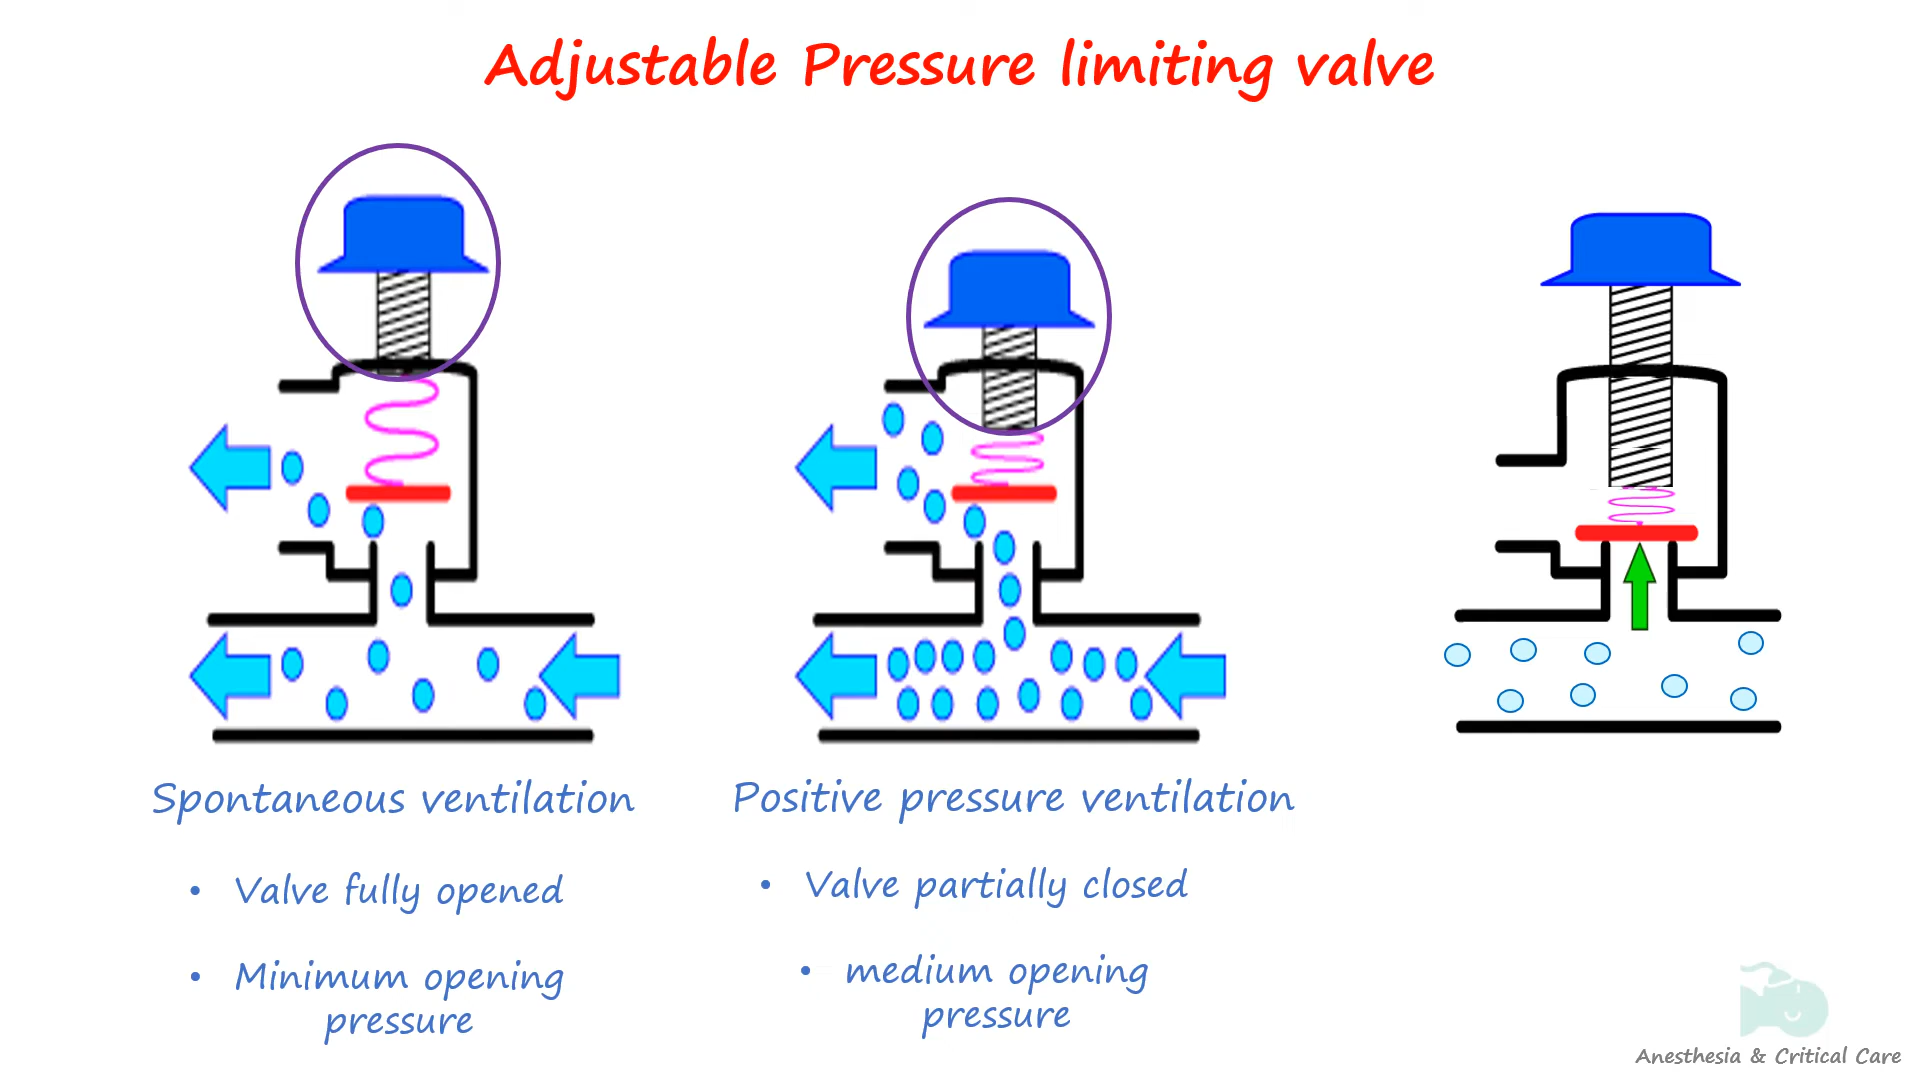 Adjustable Pressure limiting valve
Spontaneous ventilation
• Valve fully opened
• Minimum opening
pressure
Positive pressure ventilation
• Valve partially closed
• medium opening
pressure
Anesthesia & Critical Care